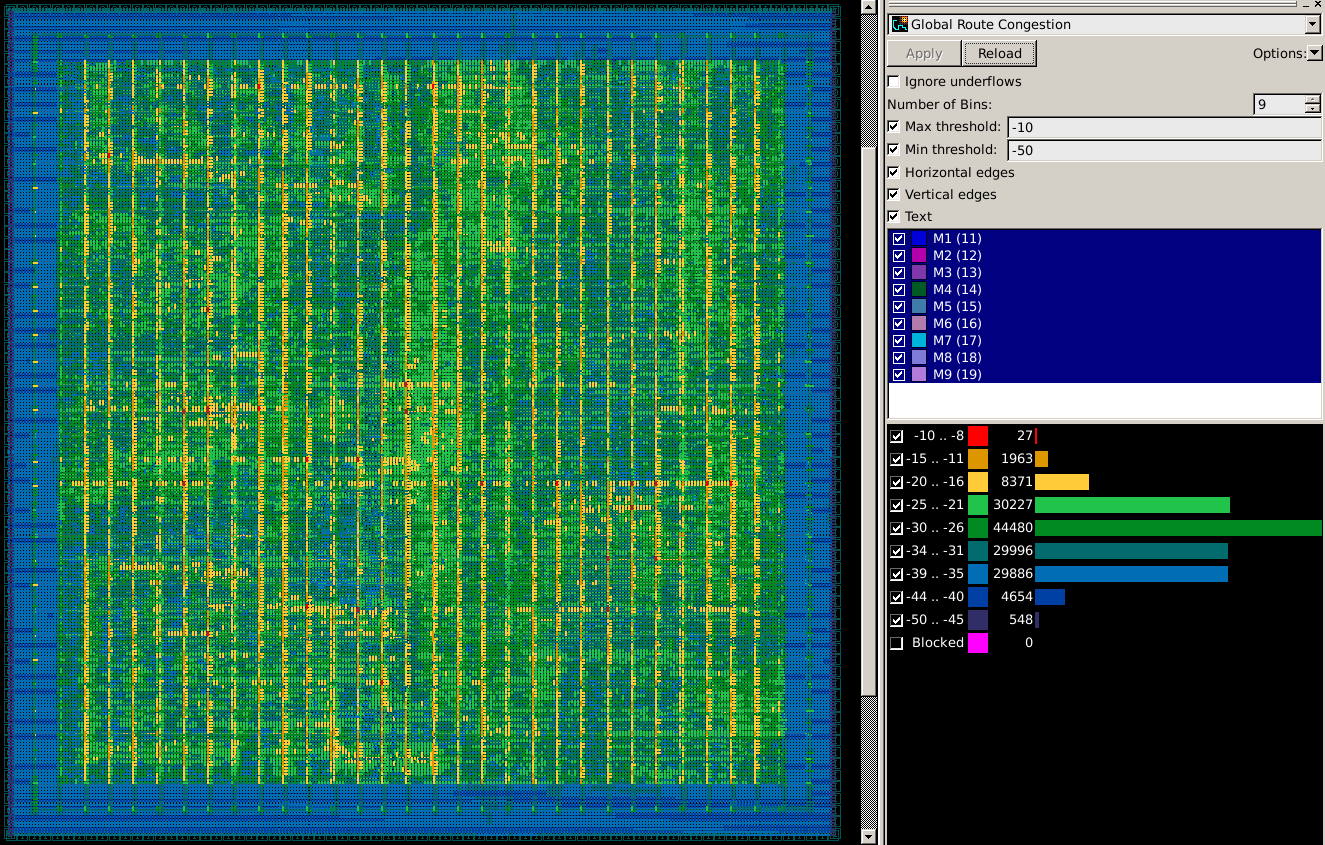 Global Route Congestion
Apply Reload Options:
Ignore underflows
Number of Bins: 9
Max threshold: -10
Min threshold: -50
Horizontal edges
Vertical edges
Text
M1 (11)
M2 (12)
M3 (13)
M4 (14)
M5 (15)
M6 (16)
M7 (17)
M8 (18)
M9 (19)
-10 .. -8 27
-15 .. -11 1963
-20 .. -16 8371
-25 .. -21 30227
-30 .. -26 44480
-34 .. -31 29996
-39 .. -35 29886
-44 .. -40 4654
-50 .. -45 548
Blocked 0